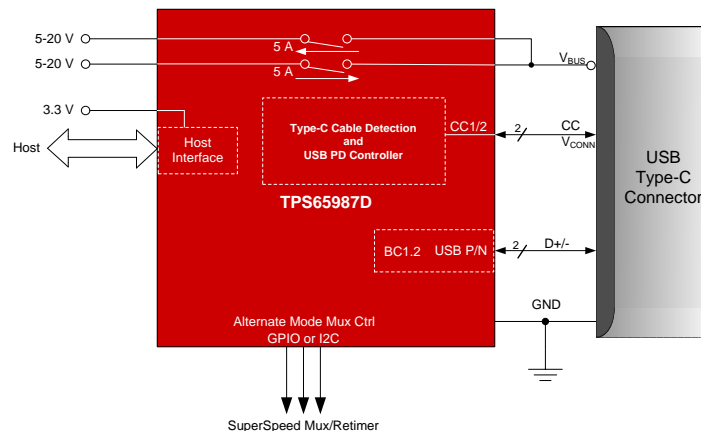 5-20 V
5 A
5-20 V
5 A
VBUS
3.3 V
Host
Host
Interface
Type-C Cable Detection
and
USB PD Controller
CC1/2
2
CC
VCONN
USB
Type-C
Connector
TPS65987D
BC1.2 USB P/N
2
D+/-
GND
Alternate Mode Mux Ctrl
GPIO or I2C
SuperSpeed Mux/Retimer